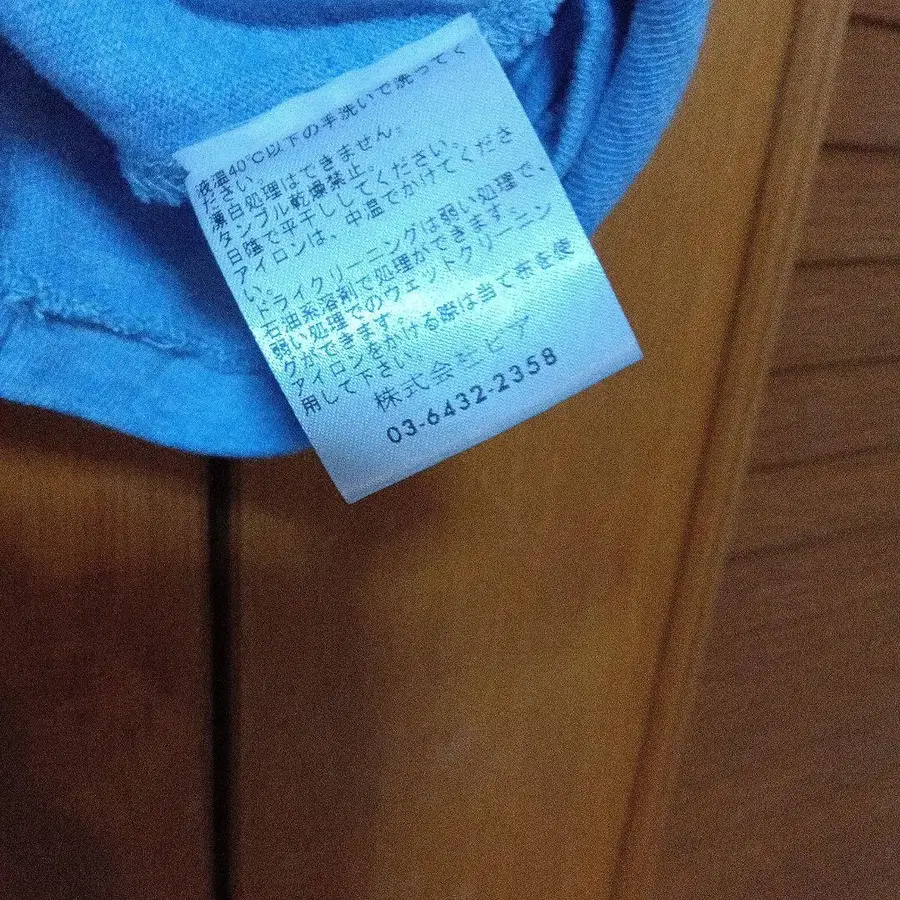 液温40℃以下の手洗いで洗ってく
ださい。
漂白処理はできません。
タンブル乾燥禁止。
日陰で平干ししてください。
アイロンは、中温でかけてくださ
い。
ドライクリーニングは弱い処理で、
石油系溶剤で処理ができます。
弱い処理でのウェットクリーニン
グができます。
アイロンをかける際は当て布を使
用して下さい。
株式会社ピア
03-6432-2358